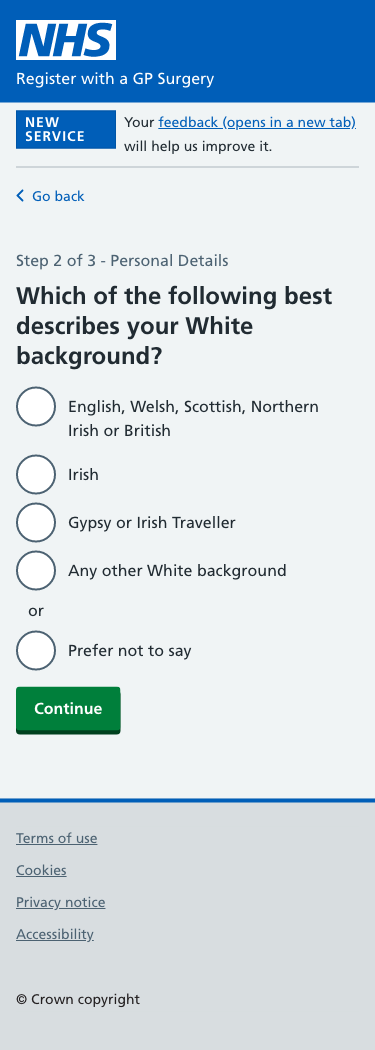 NHS
Register with a GP Surgery
NEW
SERVICE
Your feedback (opens in a new tab)
will help us improve it.
Go back
Step 2 of 3 - Personal Details
Which of the following best
describes your White
background?
English, Welsh, Scottish, Northern
Irish or British
Irish
Gypsy or Irish Traveller
Any other White background
or
Prefer not to say
Continue
Terms of use
Cookies
Privacy notice
Accessibility
© Crown copyright